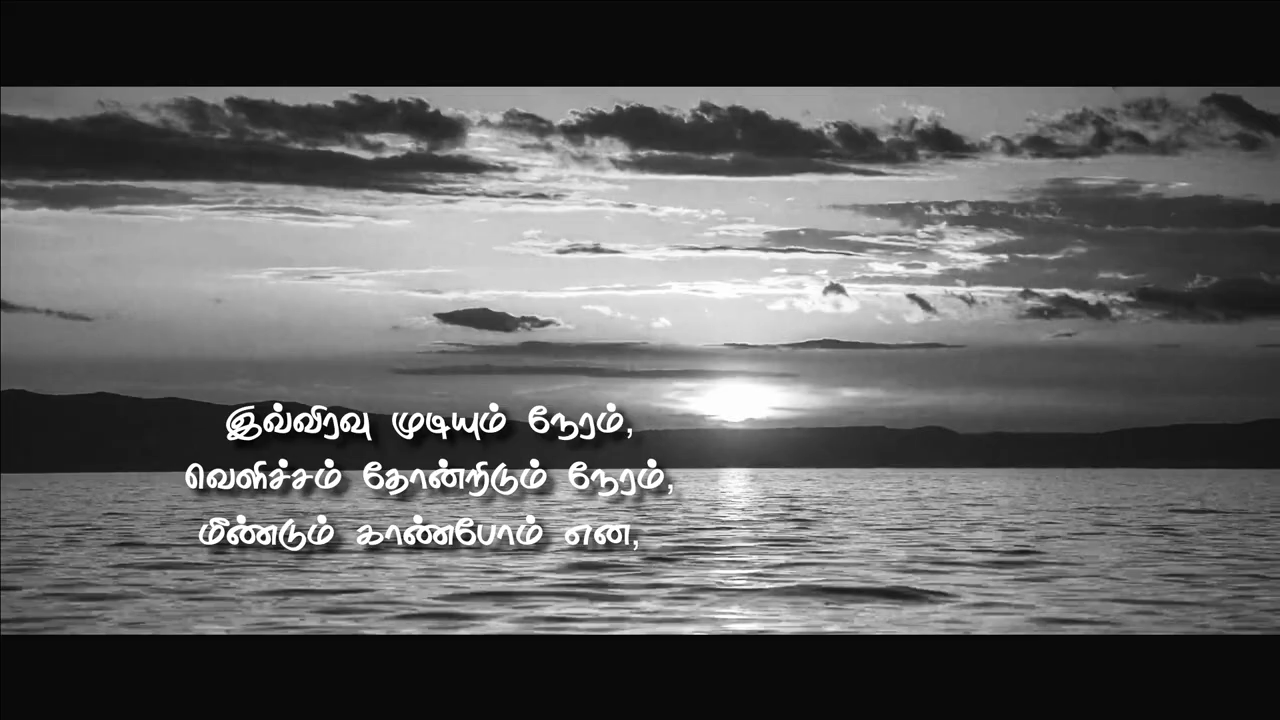 இவ்விரவு முடியும் நேரம்,
வெளிச்சம் தோன்றிடும் நேரம்,
மீண்டும் காண்போம் என,